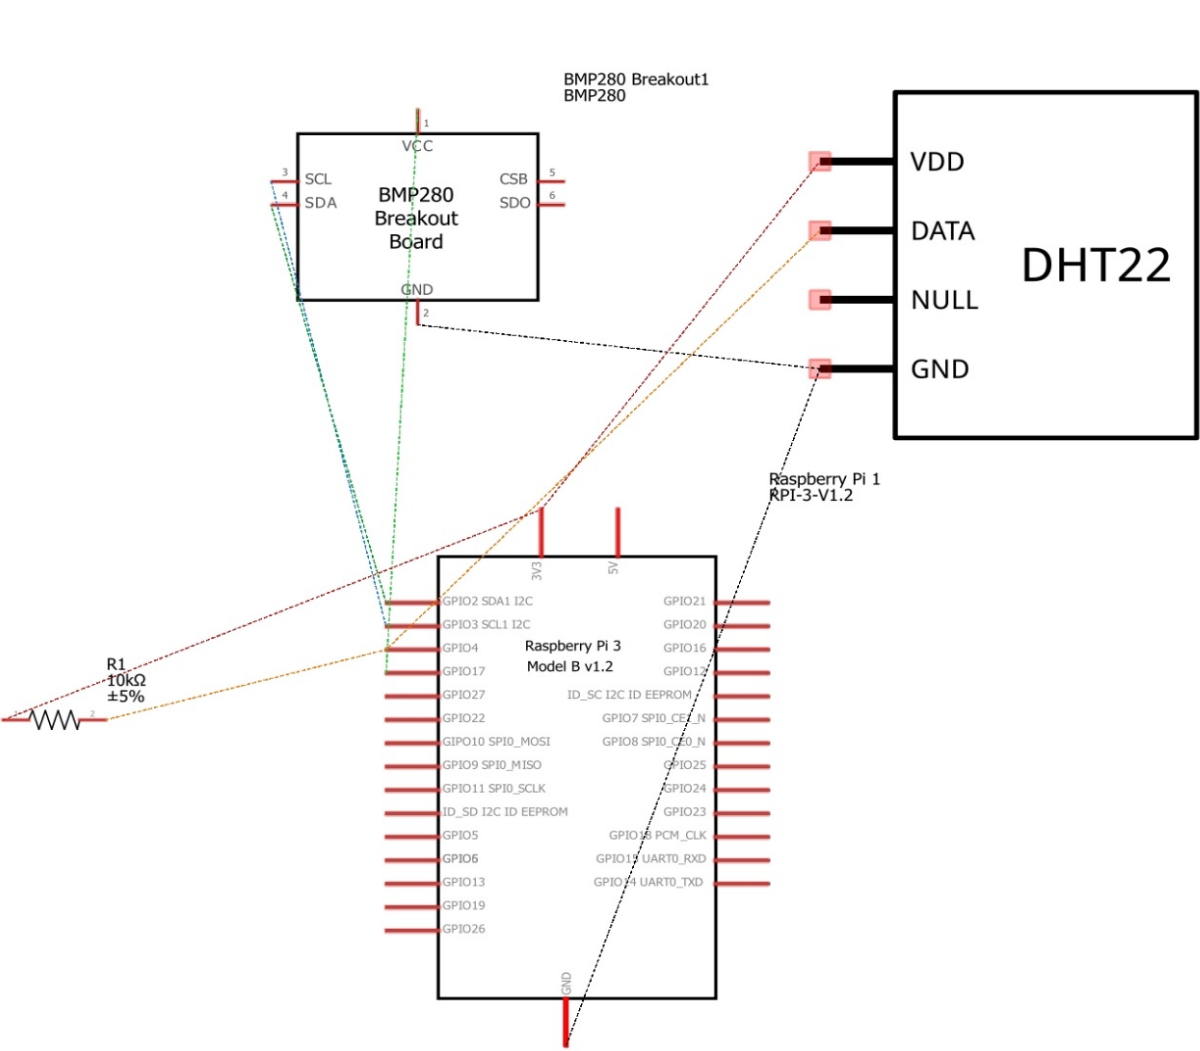 BMP280 Breakout1
BMP280
1
VCC
3
SCL
4
SDA
CSB
5
SDO
6
BMP280
Breakout
Board
GND
2
VDD
DATA
NULL
GND
DHT22
Raspberry Pi 1
RPI-3-V1.2
3V3
5V
GPIO2 SDA1 I2C
GPIO3 SCL1 I2C
GPIO4
GPIO17
GPIO27
GPIO22
GIPO10 SPI0_MOSI
GPIO9 SPI0_MISO
GPIO11 SPI0_SCLK
ID_SD I2C ID EEPROM
GPIO5
GPIO6
GPIO13
GPIO19
GPIO26
Raspberry Pi 3
Model B v1.2
GPIO21
GPIO20
GPIO16
GPIO12
ID_SC I2C ID EEPROM
GPIO7 SPI0_CE1_N
GPIO8 SPI0_CE0_N
GPIO25
GPIO24
GPIO23
GPIO18 PCM_CLK
GPIO15 UART0_RXD
GPIO14 UART0_TXD
GND
R1
10kΩ
±5%
1
2